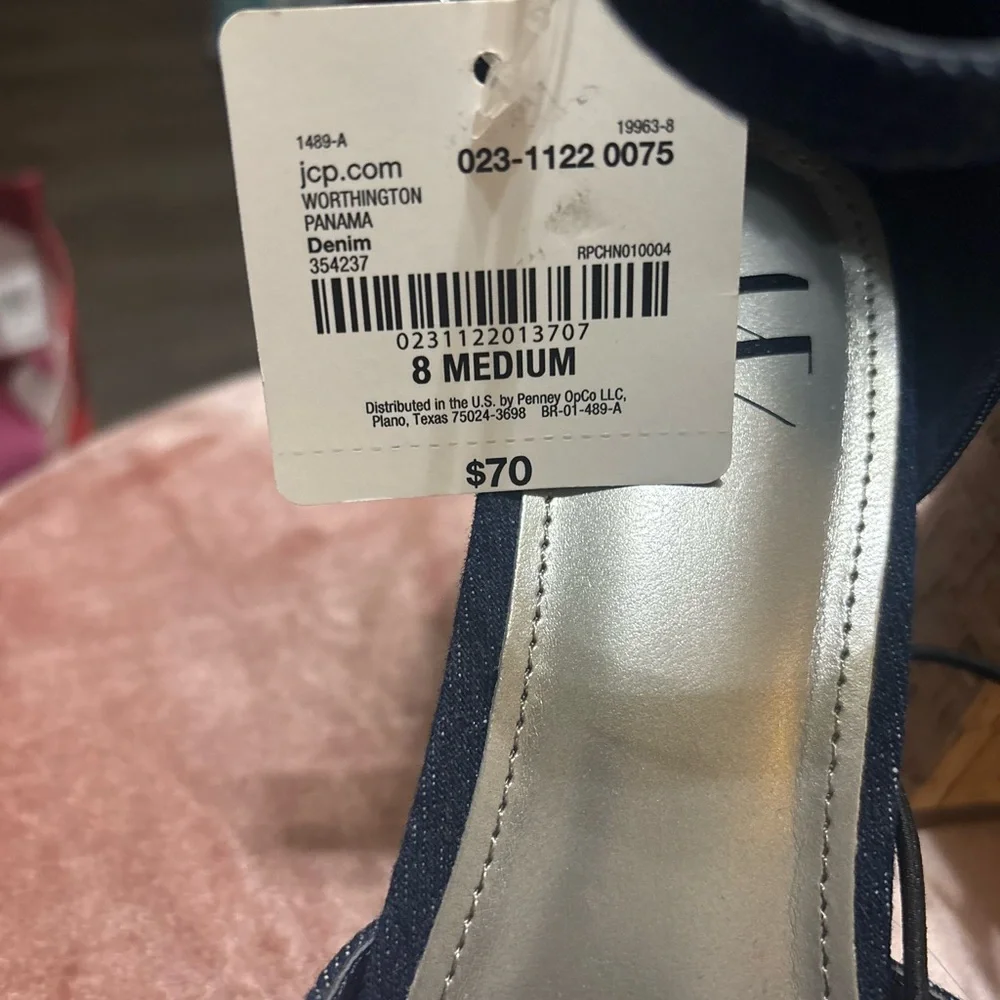 1489-A 19963-8
jcp.com 023-1122 0075
WORTHINGTON
PANAMA
Denim
354237 RPCHN010004
0231122013707
8 MEDIUM
Distributed in the U.S. by Penney OpCo LLC,
Plano, Texas 75024-3698 BR-01-489-A
$70